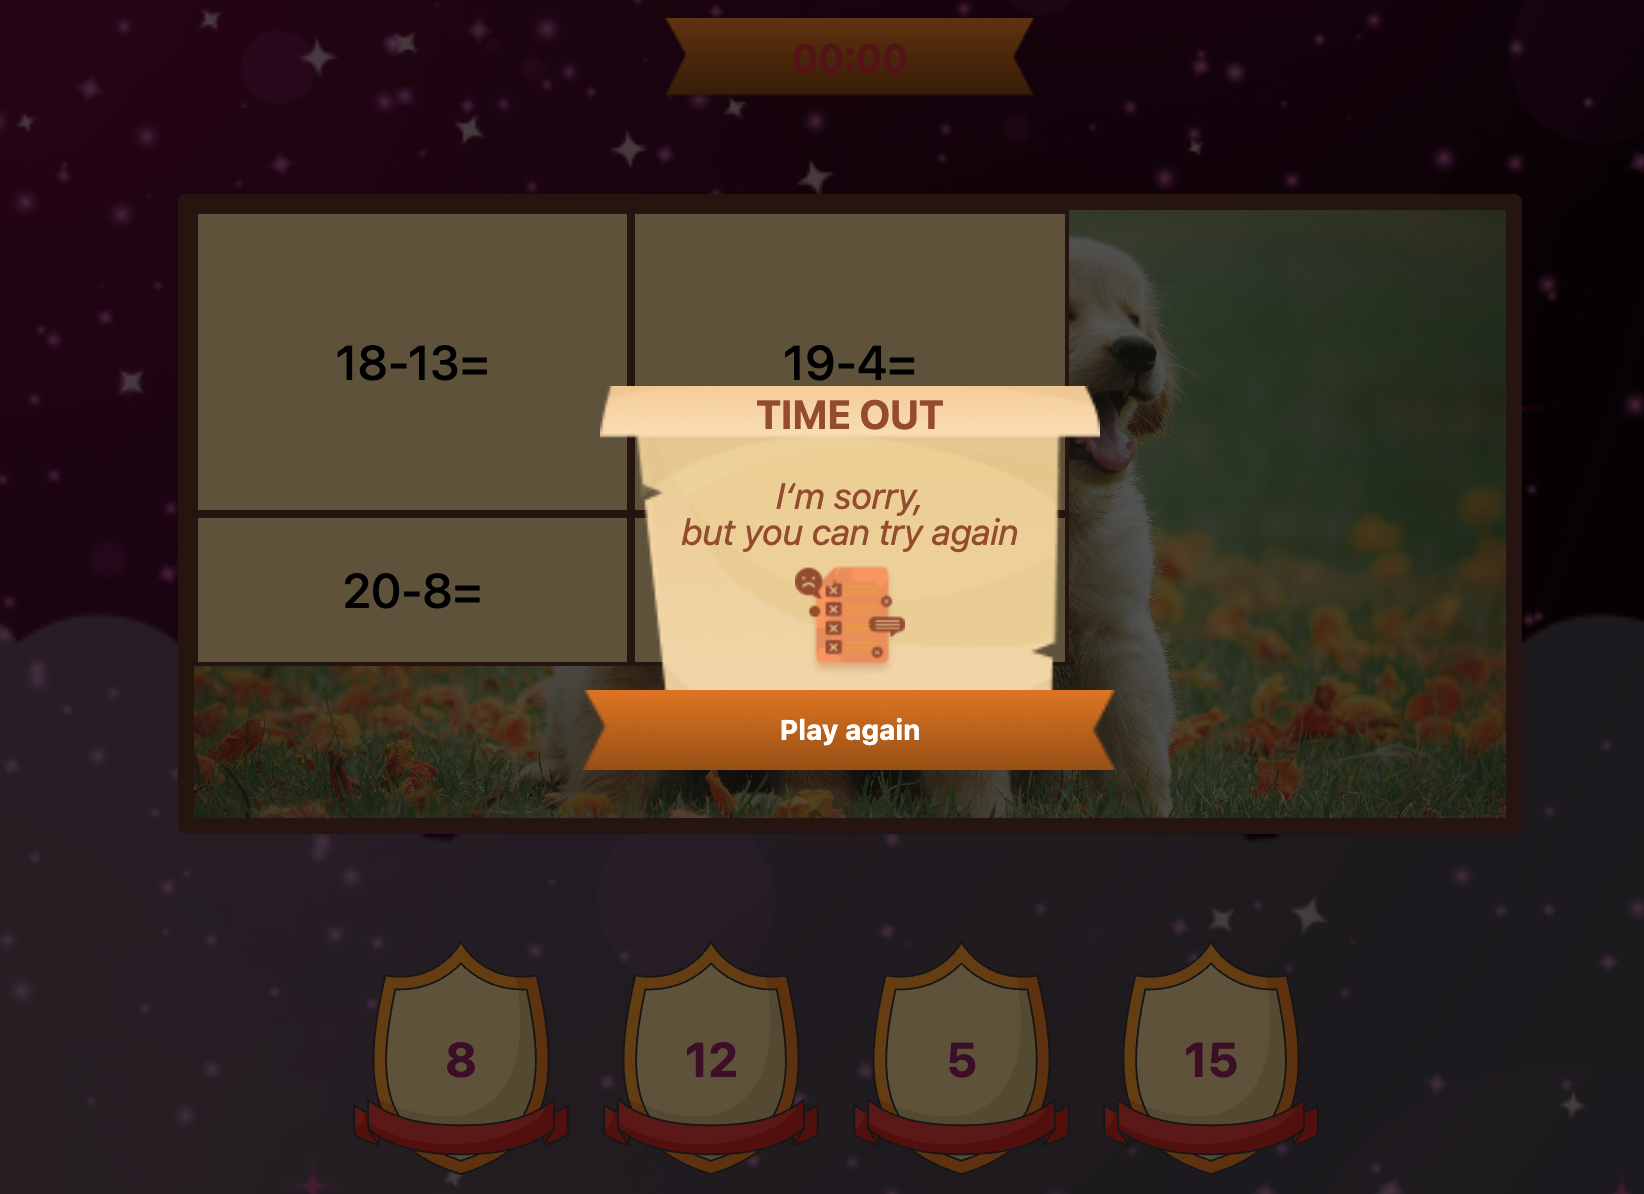 00:00
18-13=
19-4=
TIME OUT
I‘m sorry,
but you can try again
20-8=
Play again
8
12
5
15